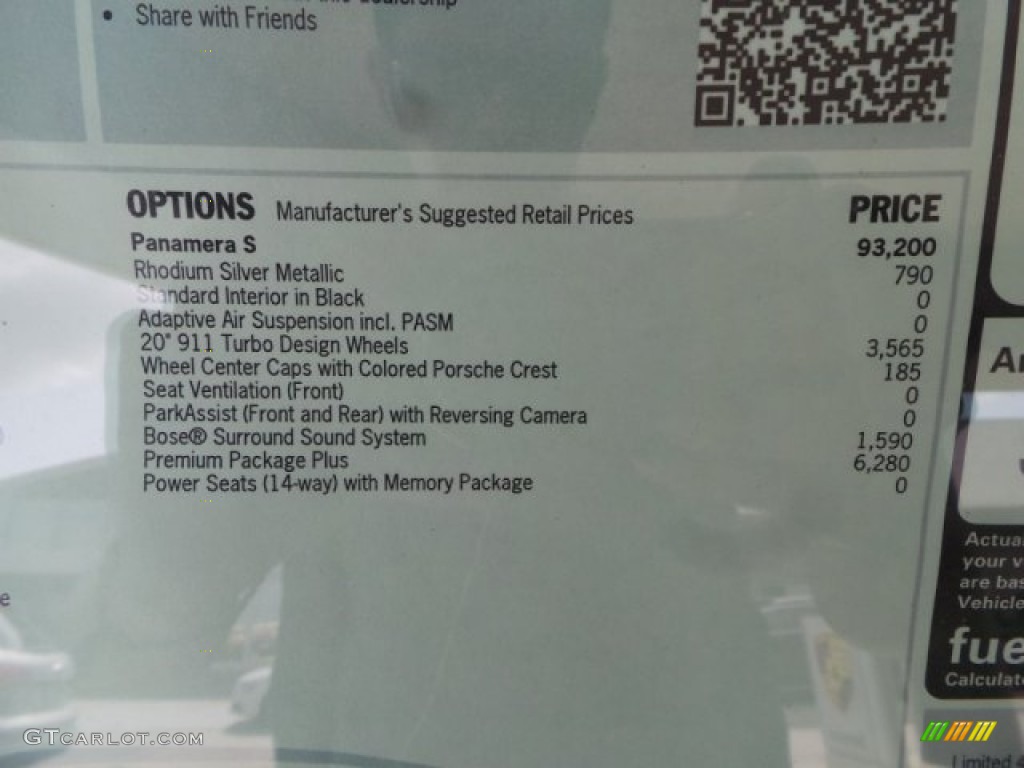 • Share with Friends
OPTIONS Manufacturer's Suggested Retail Prices PRICE
Panamera S 93,200
Rhodium Silver Metallic 790
Standard Interior in Black 0
Adaptive Air Suspension incl. PASM 0
20" 911 Turbo Design Wheels 3,565
Wheel Center Caps with Colored Porsche Crest 185
Seat Ventilation (Front) 0
ParkAssist (Front and Rear) with Reversing Camera 0
Bose® Surround Sound System 1,590
Premium Package Plus 6,280
Power Seats (14-way) with Memory Package 0
Actua
your v
are bas
Vehicle
fue
Calculate
GTCARLOT.COM
Limited 4